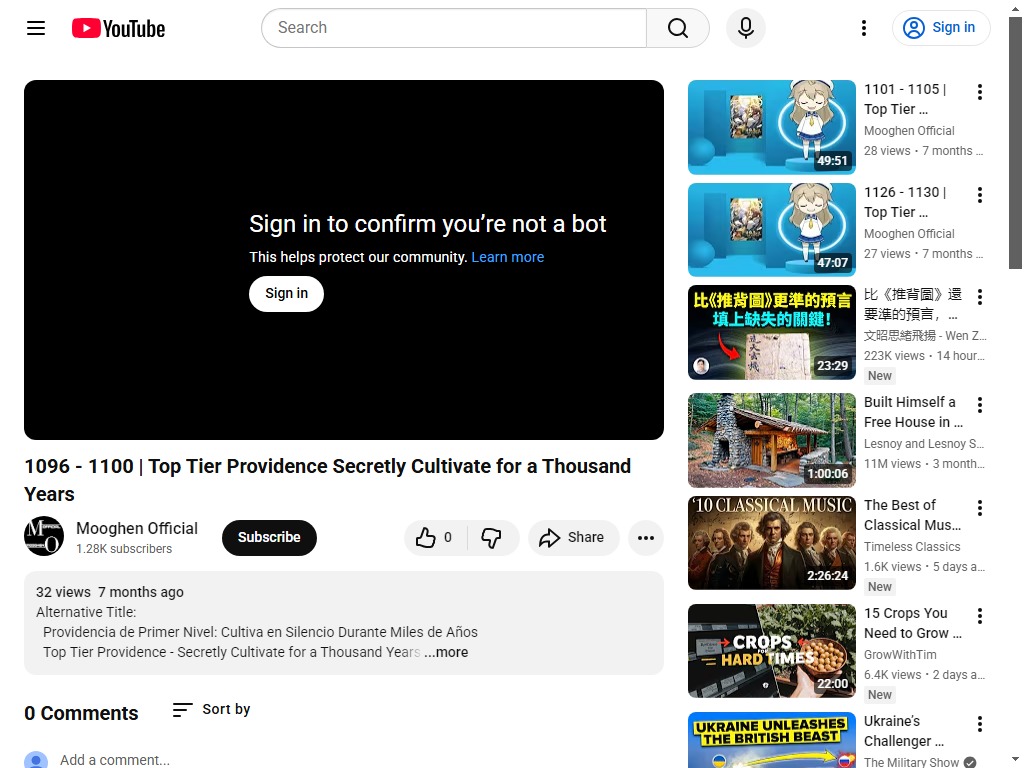 YouTube
Search
Sign in
Sign in to confirm you’re not a bot
This helps protect our community. Learn more
Sign in
1096 - 1100 | Top Tier Providence Secretly Cultivate for a Thousand
Years
Mooghen Official
1.28K subscribers
Subscribe
0
Share
32 views 7 months ago
Alternative Title:
Providencia de Primer Nivel: Cultiva en Silencio Durante Miles de Años
Top Tier Providence - Secretly Cultivate for a Thousand Years ...more
0 Comments
Sort by
Add a comment...
49:51
1101 - 1105 |
Top Tier ...
Mooghen Official
28 views • 7 months ...
47:07
1126 - 1130 |
Top Tier ...
Mooghen Official
27 views • 7 months ...
比《推背圖》更準的預言
填上缺失的關鍵!
23:29
比《推背圖》還
要準的預言，...
文昭思緒飛揚 - Wen Z...
223K views • 14 hour...
New
1:00:06
Built Himself a
Free House in ...
Lesnoy and Lesnoy S...
11M views • 3 month...
'10 CLASSICAL MUSIC
2:26:24
The Best of
Classical Mus...
Timeless Classics
1.6K views • 5 days a...
New
CROPS
FOR
HARD TIMES
22:00
15 Crops You
Need to Grow ...
GrowWithTim
6.4K views • 2 days a...
New
UKRAINE UNLEASHES
THE BRITISH BEAST
Ukraine's
Challenger ...
The Military Show